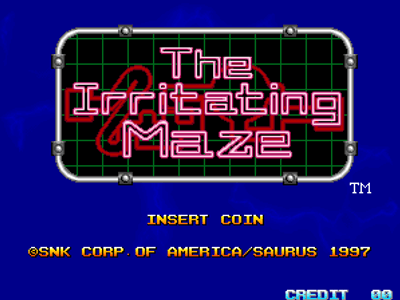 The
Irritating
Maze
TM
INSERT COIN
©SNK CORP. OF AMERICA/SAURUS 1997
CREDIT 00